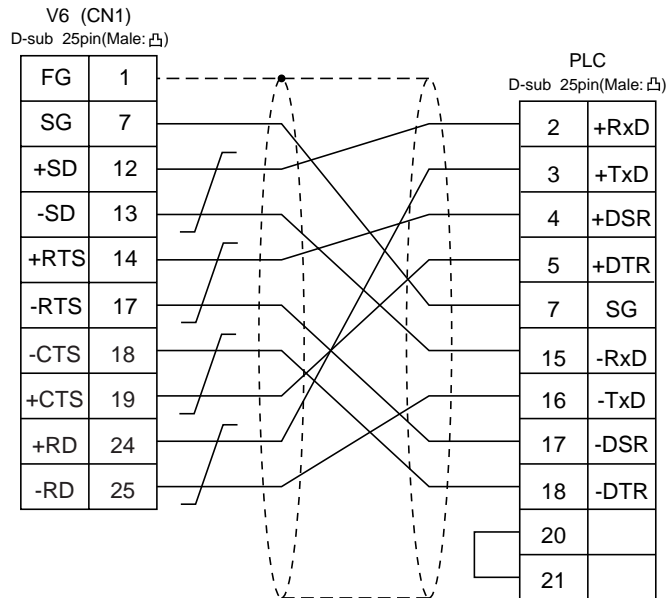 V6 (CN1)
D-sub 25pin(Male: 凸)
FG 1
SG 7
+SD 12
-SD 13
+RTS 14
-RTS 17
-CTS 18
+CTS 19
+RD 24
-RD 25
PLC
D-sub 25pin(Male: 凸)
2 +RxD
3 +TxD
4 +DSR
5 +DTR
7 SG
15 -RxD
16 -TxD
17 -DSR
18 -DTR
20
21